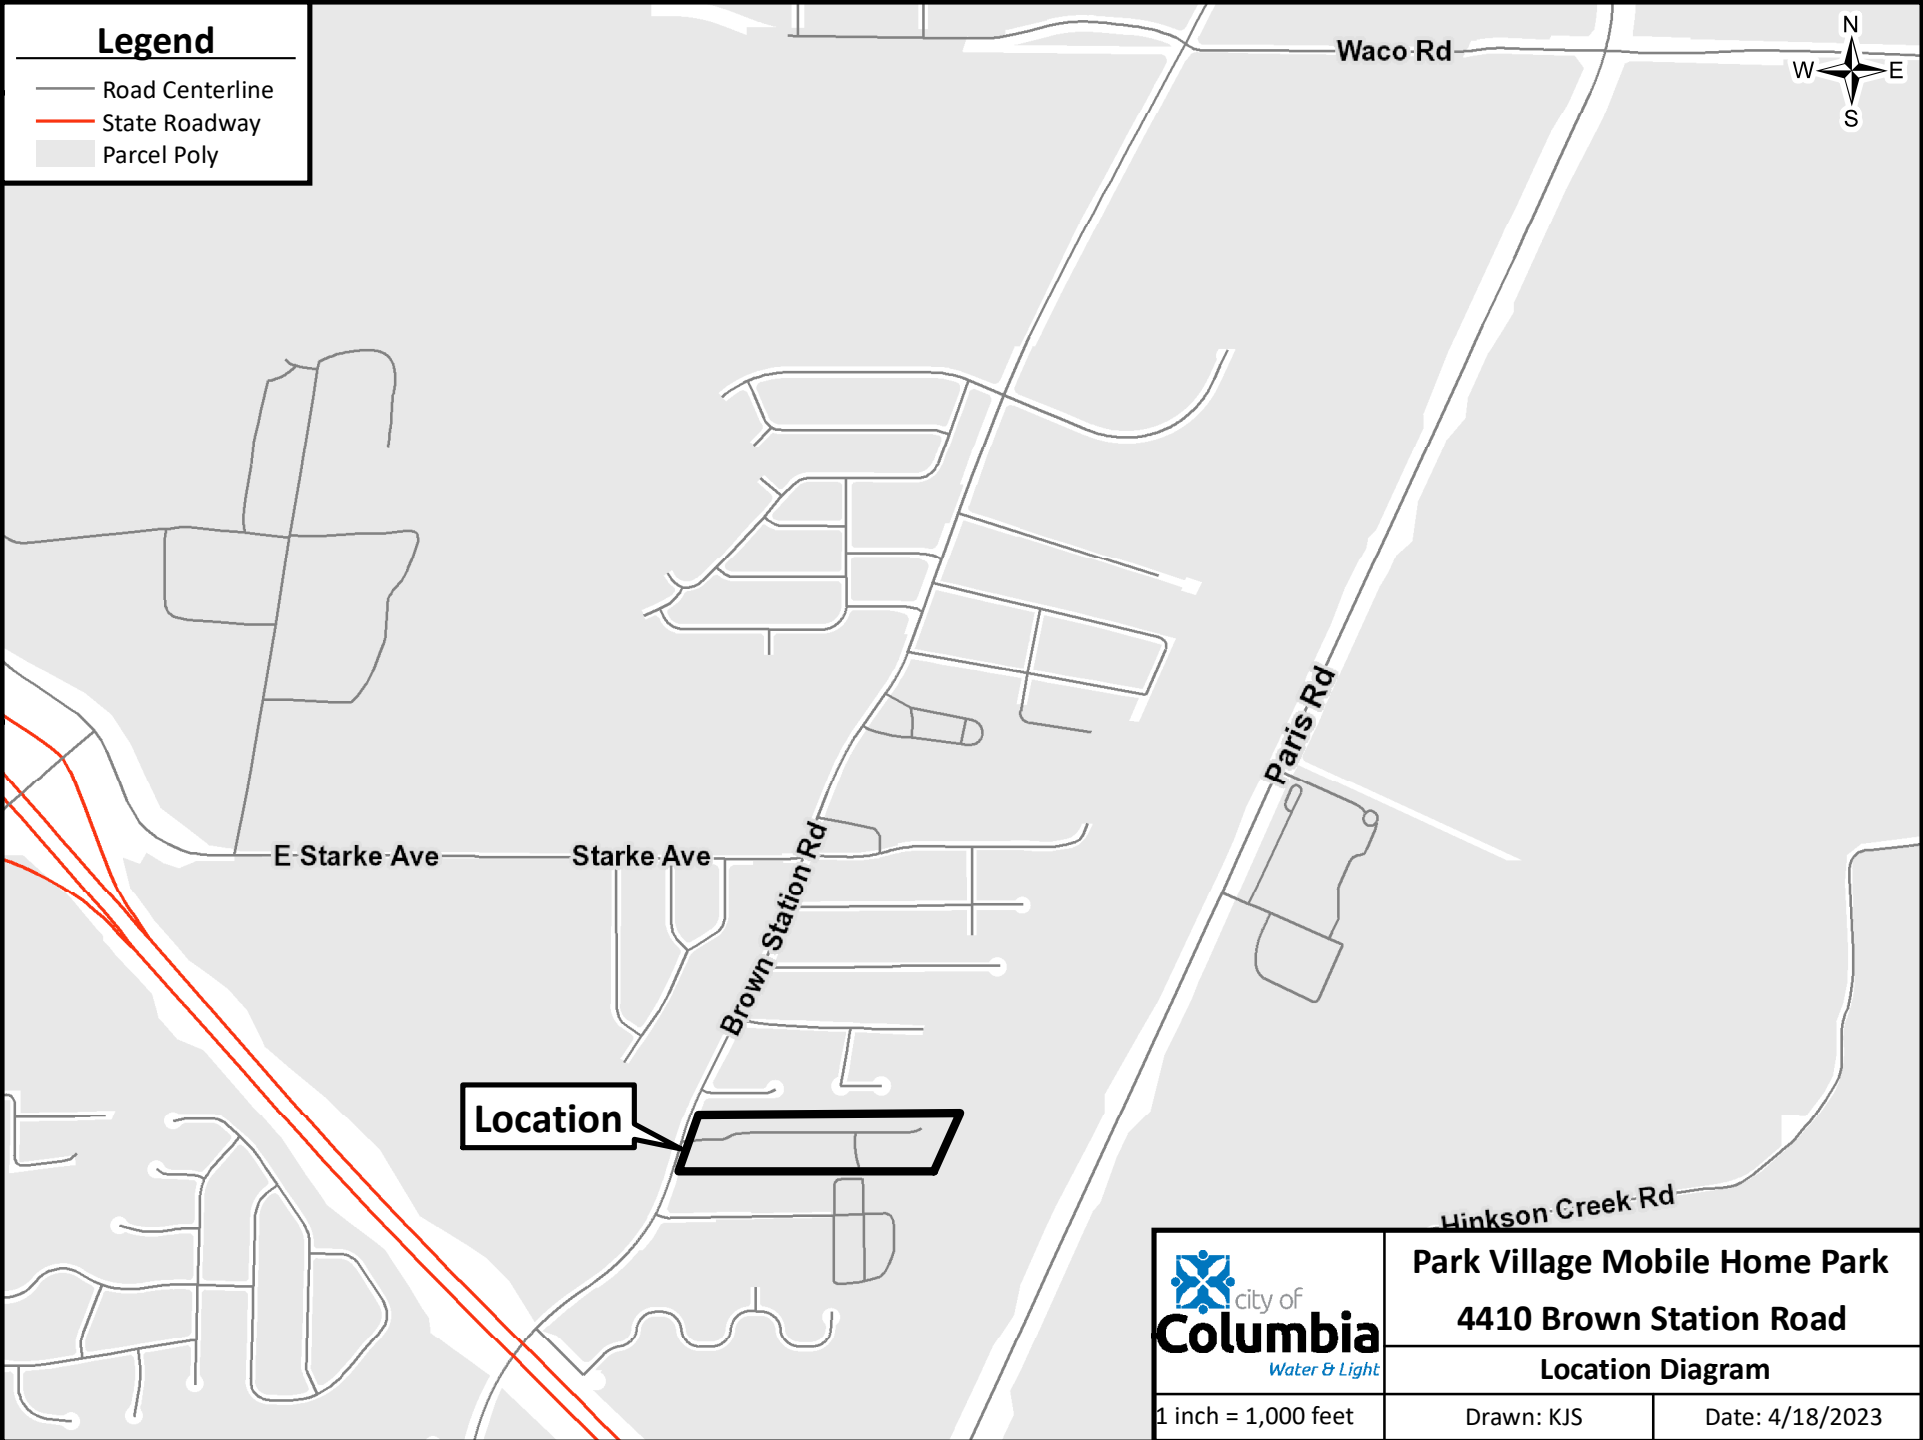 Legend
Road Centerline
State Roadway
Parcel Poly
Waco Rd
N
W E
S
Paris Rd
E Starke Ave
Starke Ave
Brown Station Rd
Location
Hinkson Creek Rd
city of
Columbia
Water & Light
Park Village Mobile Home Park
4410 Brown Station Road
Location Diagram
1 inch = 1,000 feet
Drawn: KJS
Date: 4/18/2023